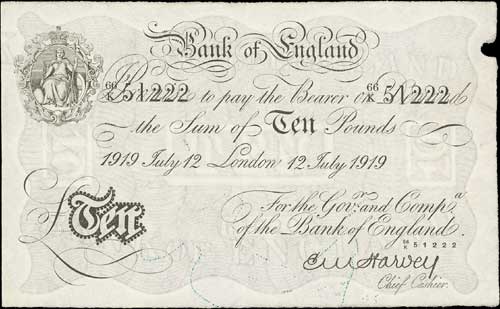 Bank of England
66/K 51222 to pay the Bearer on Demand 66/K 51222
the Sum of Ten Pounds
1919 July 12 London 12 July 1919
For the Govr. and Compa.
of the Bank of England.
£Ten
66/K 51222
E M Harvey
Chief Cashier.